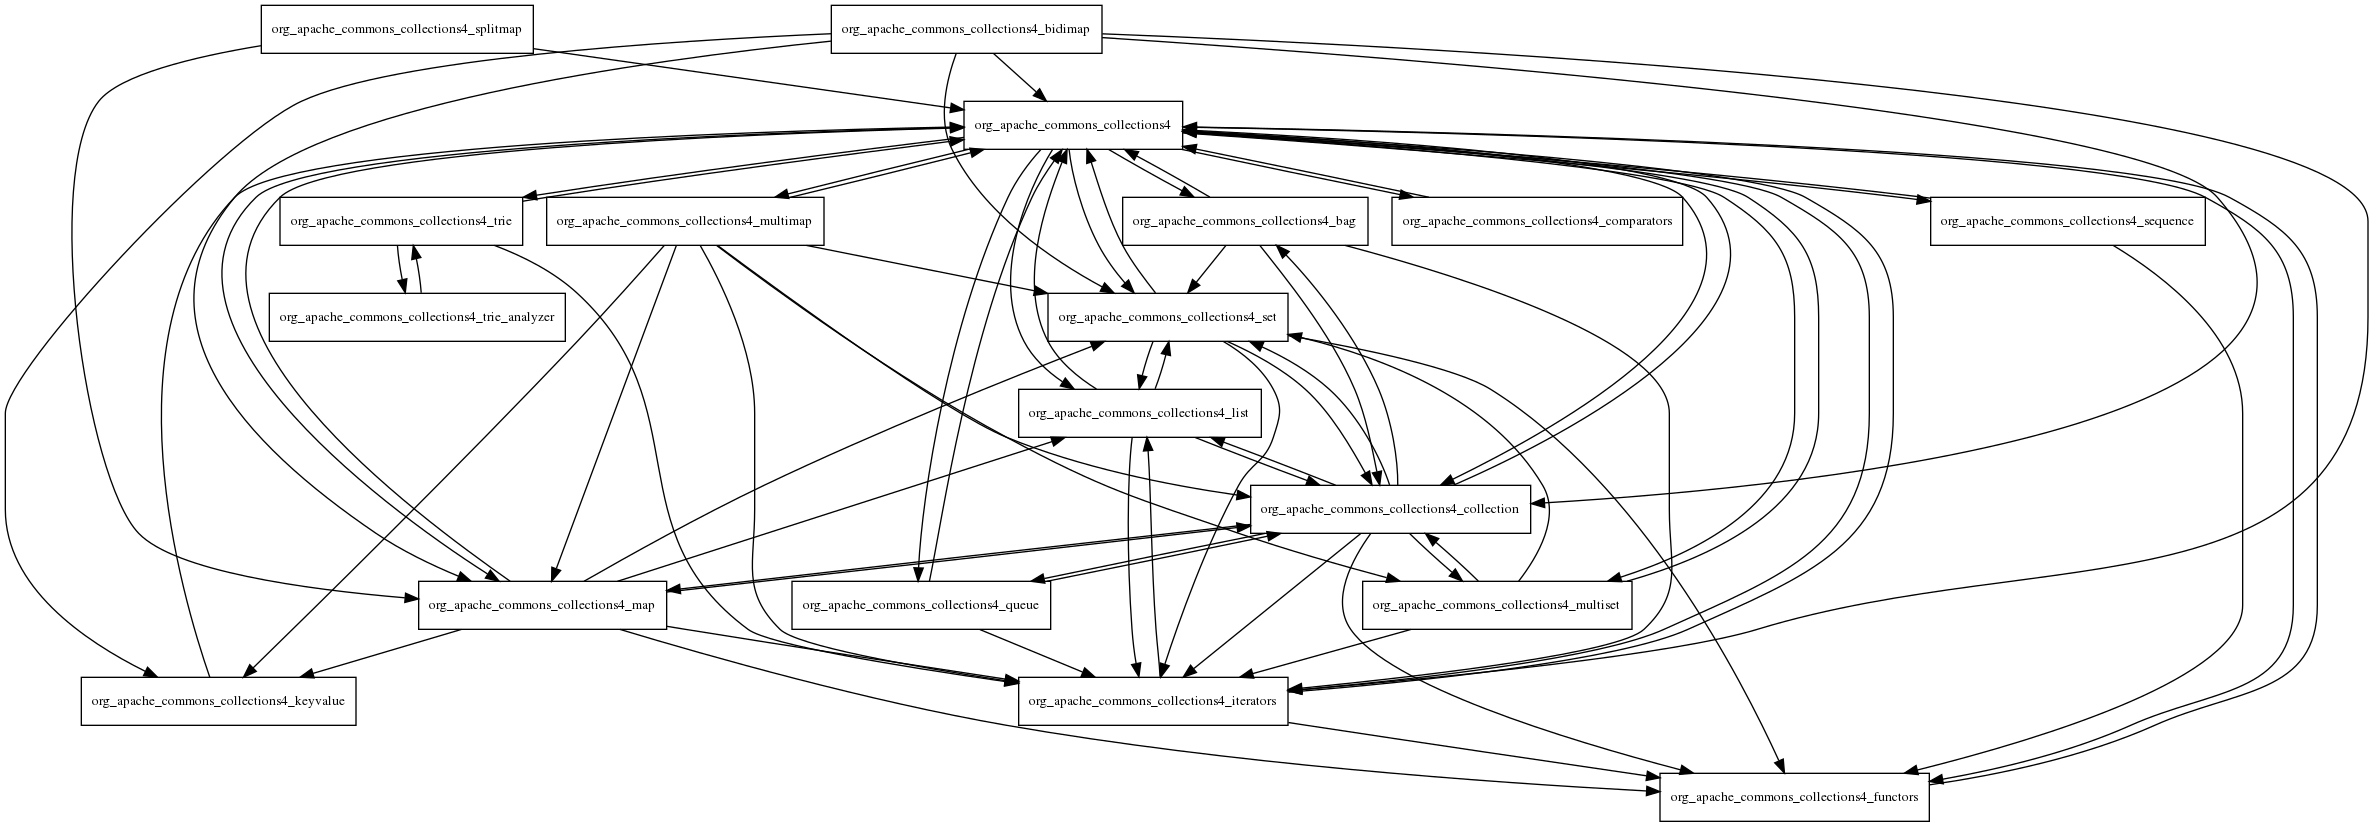 org_apache_commons_collections4_splitmap
org_apache_commons_collections4_bidimap
org_apache_commons_collections4
org_apache_commons_collections4_trie
org_apache_commons_collections4_multimap
org_apache_commons_collections4_bag
org_apache_commons_collections4_comparators
org_apache_commons_collections4_sequence
org_apache_commons_collections4_trie_analyzer
org_apache_commons_collections4_set
org_apache_commons_collections4_list
org_apache_commons_collections4_collection
org_apache_commons_collections4_map
org_apache_commons_collections4_queue
org_apache_commons_collections4_multiset
org_apache_commons_collections4_keyvalue
org_apache_commons_collections4_iterators
org_apache_commons_collections4_functors